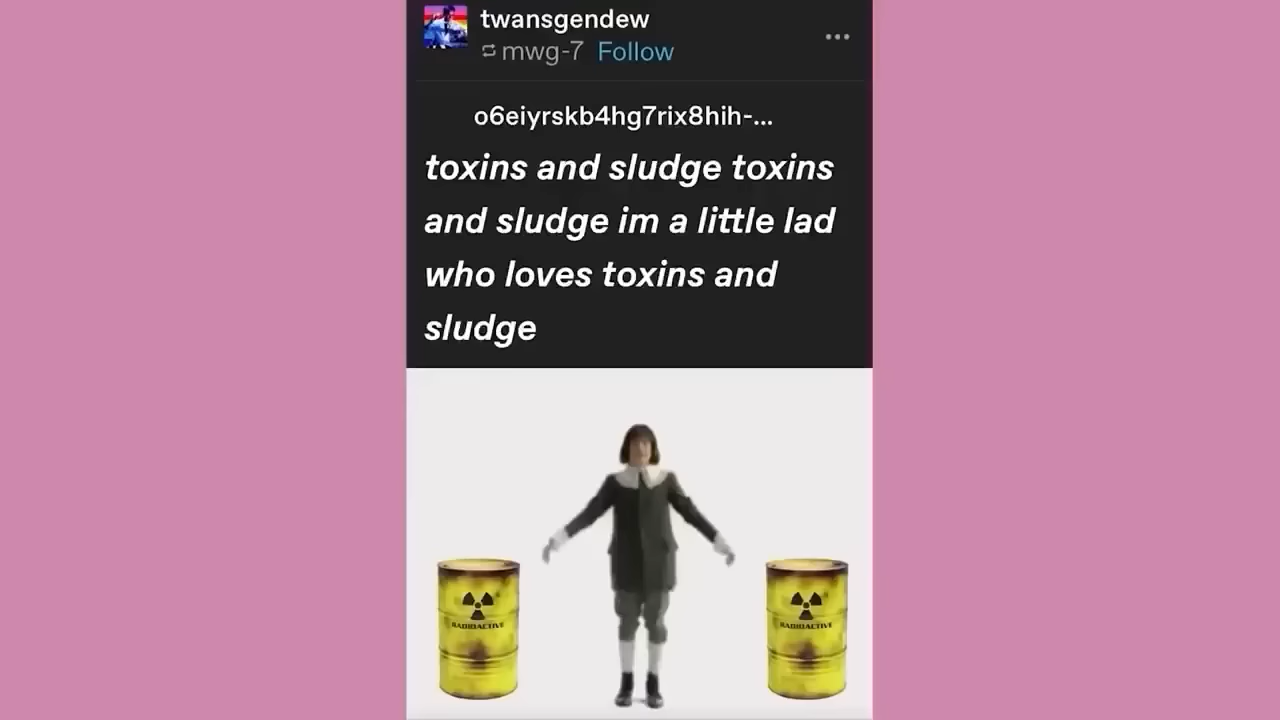 twansgendew
mwg-7 Follow
o6eiyrskb4hg7rix8hih-...
toxins and sludge toxins
and sludge im a little lad
who loves toxins and
sludge
RADIOACTIVE
RADIOACTIVE